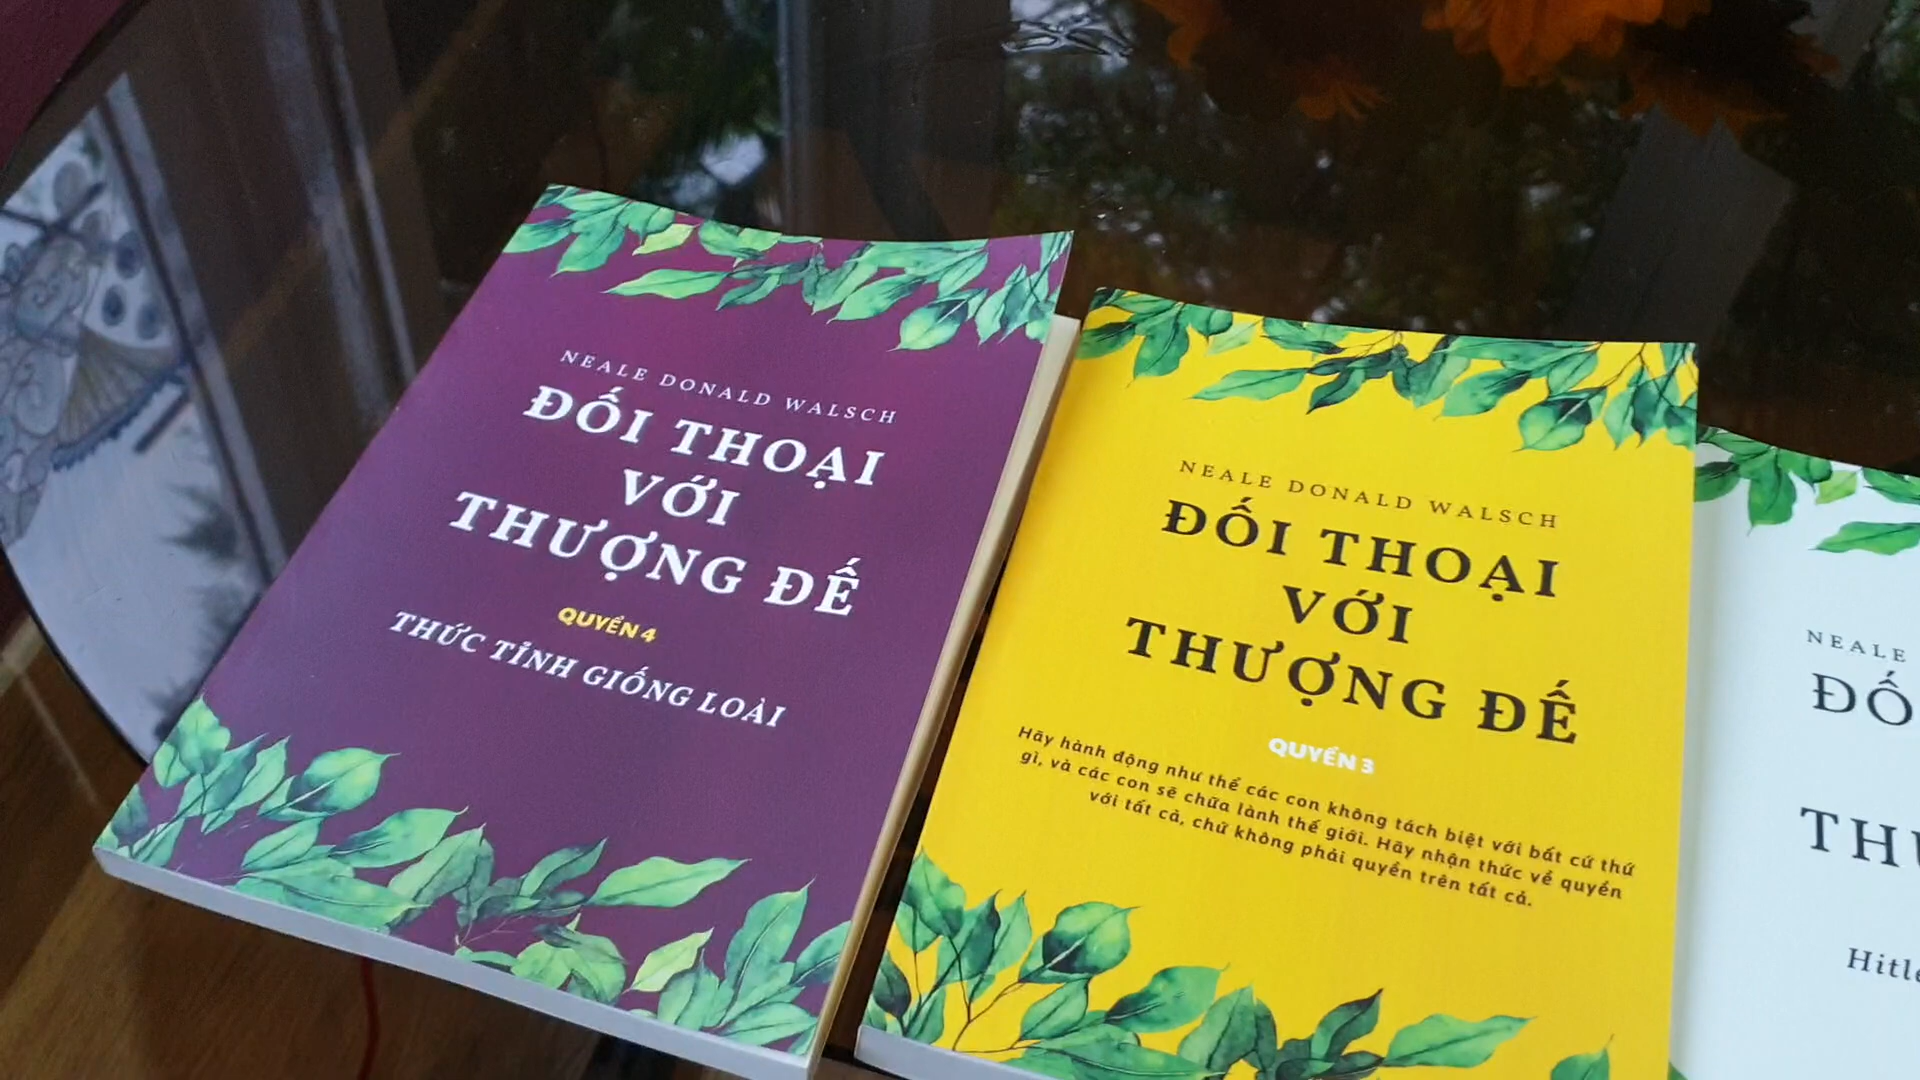 NEALE DONALD WALSCH
ĐỐI THOẠI
VỚI
THƯỢNG ĐẾ
QUYỂN 4
THỨC TỈNH GIỐNG LOÀI
NEALE DONALD WALSCH
ĐỐI THOẠI
VỚI
THƯỢNG ĐẾ
QUYỂN 3
Hãy hành động như thể các con không tách biệt với bất cứ thứ
gì, và các con sẽ chữa lành thế giới. Hãy nhận thức về quyền
với tất cả, chứ không phải quyền trên tất cả.
NEALE